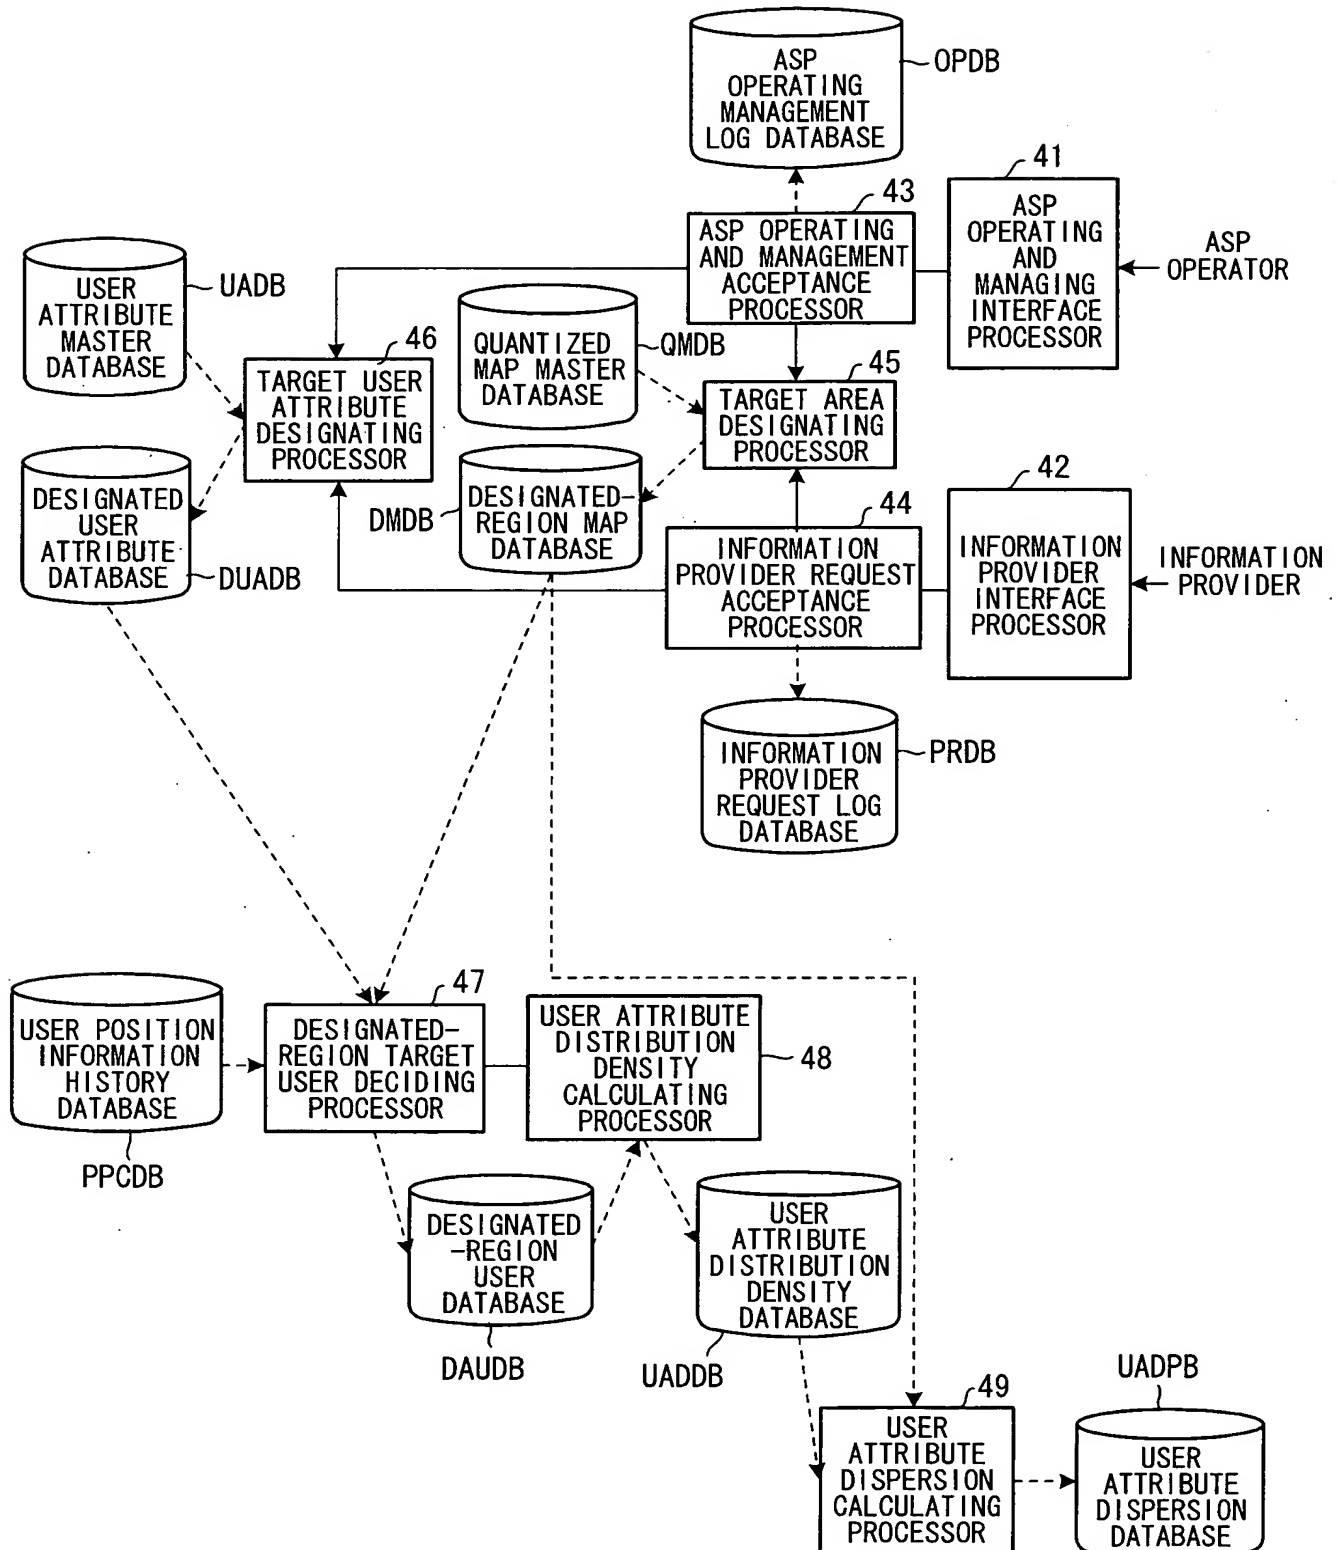 ASP
OPERATING
MANAGEMENT
LOG DATABASE
OPDB
41
ASP
OPERATING
AND
MANAGING
INTERFACE
PROCESSOR
ASP
OPERATOR
43
ASP OPERATING
AND MANAGEMENT
ACCEPTANCE
PROCESSOR
USER
ATTRIBUTE
MASTER
DATABASE
UADB
46
TARGET USER
ATTRIBUTE
DESIGNATING
PROCESSOR
QUANTIZED
MAP MASTER
DATABASE
QMDB
45
TARGET AREA
DESIGNATING
PROCESSOR
DESIGNATED
USER
ATTRIBUTE
DATABASE
DUADB
DMDB
DESIGNATED-
REGION MAP
DATABASE
44
INFORMATION
PROVIDER REQUEST
ACCEPTANCE
PROCESSOR
42
INFORMATION
PROVIDER
INTERFACE
PROCESSOR
INFORMATION
PROVIDER
INFORMATION
PROVIDER
REQUEST LOG
DATABASE
PRDB
USER POSITION
INFORMATION
HISTORY
DATABASE
PPCDB
47
DESIGNATED-
REGION TARGET
USER DECIDING
PROCESSOR
USER ATTRIBUTE
DISTRIBUTION
DENSITY
CALCULATING
PROCESSOR
48
DESIGNATED
-REGION
USER
DATABASE
DAUDB
USER
ATTRIBUTE
DISTRIBUTION
DENSITY
DATABASE
UADDB
49
USER
ATTRIBUTE
DISPERSION
CALCULATING
PROCESSOR
UADPB
USER
ATTRIBUTE
DISPERSION
DATABASE